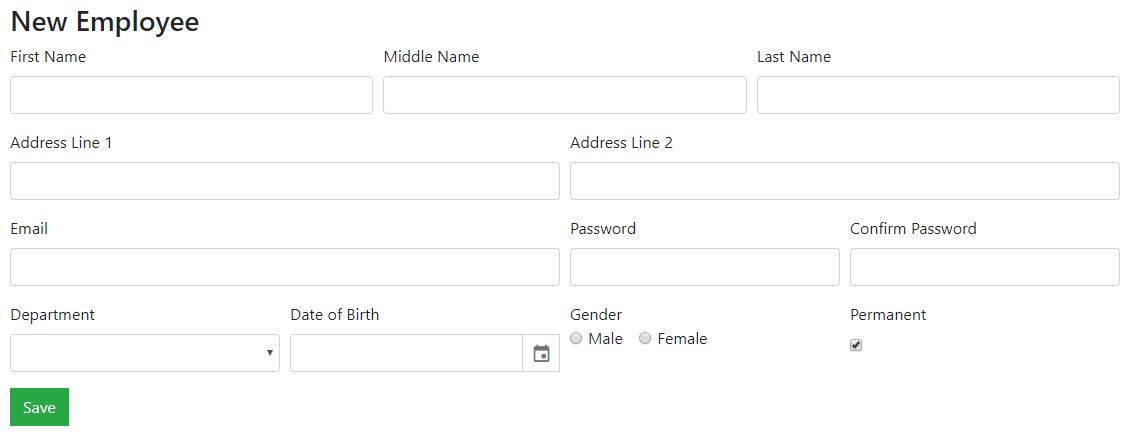 New Employee
First Name Middle Name Last Name
Address Line 1 Address Line 2
Email Password Confirm Password
Department Date of Birth Gender Permanent
Male Female
Save